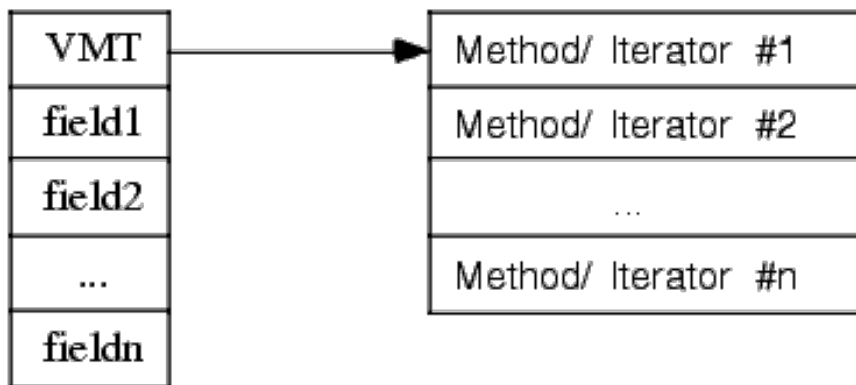 VMT
field1
field2
...
fieldn
Method/ Iterator #1
Method/ Iterator #2
...
Method/ Iterator #n